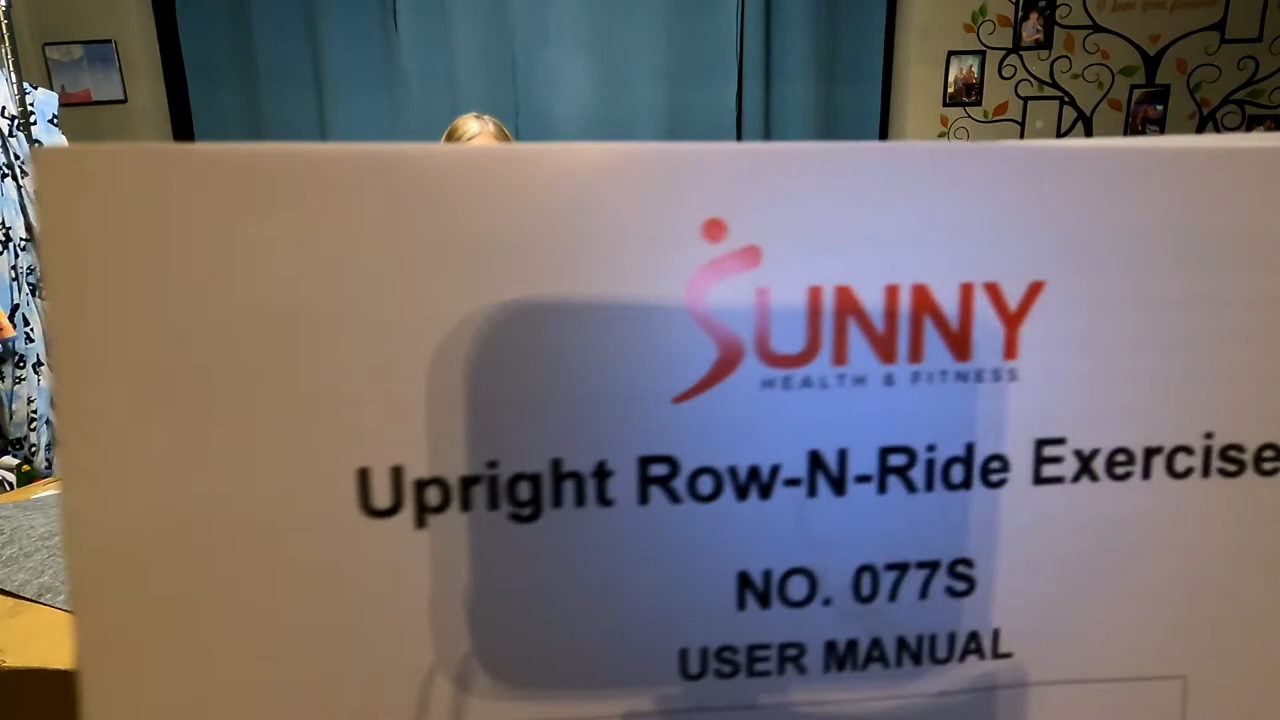 SUNNY
HEALTH & FITNESS
Upright Row-N-Ride Exercise
NO. 077S
USER MANUAL